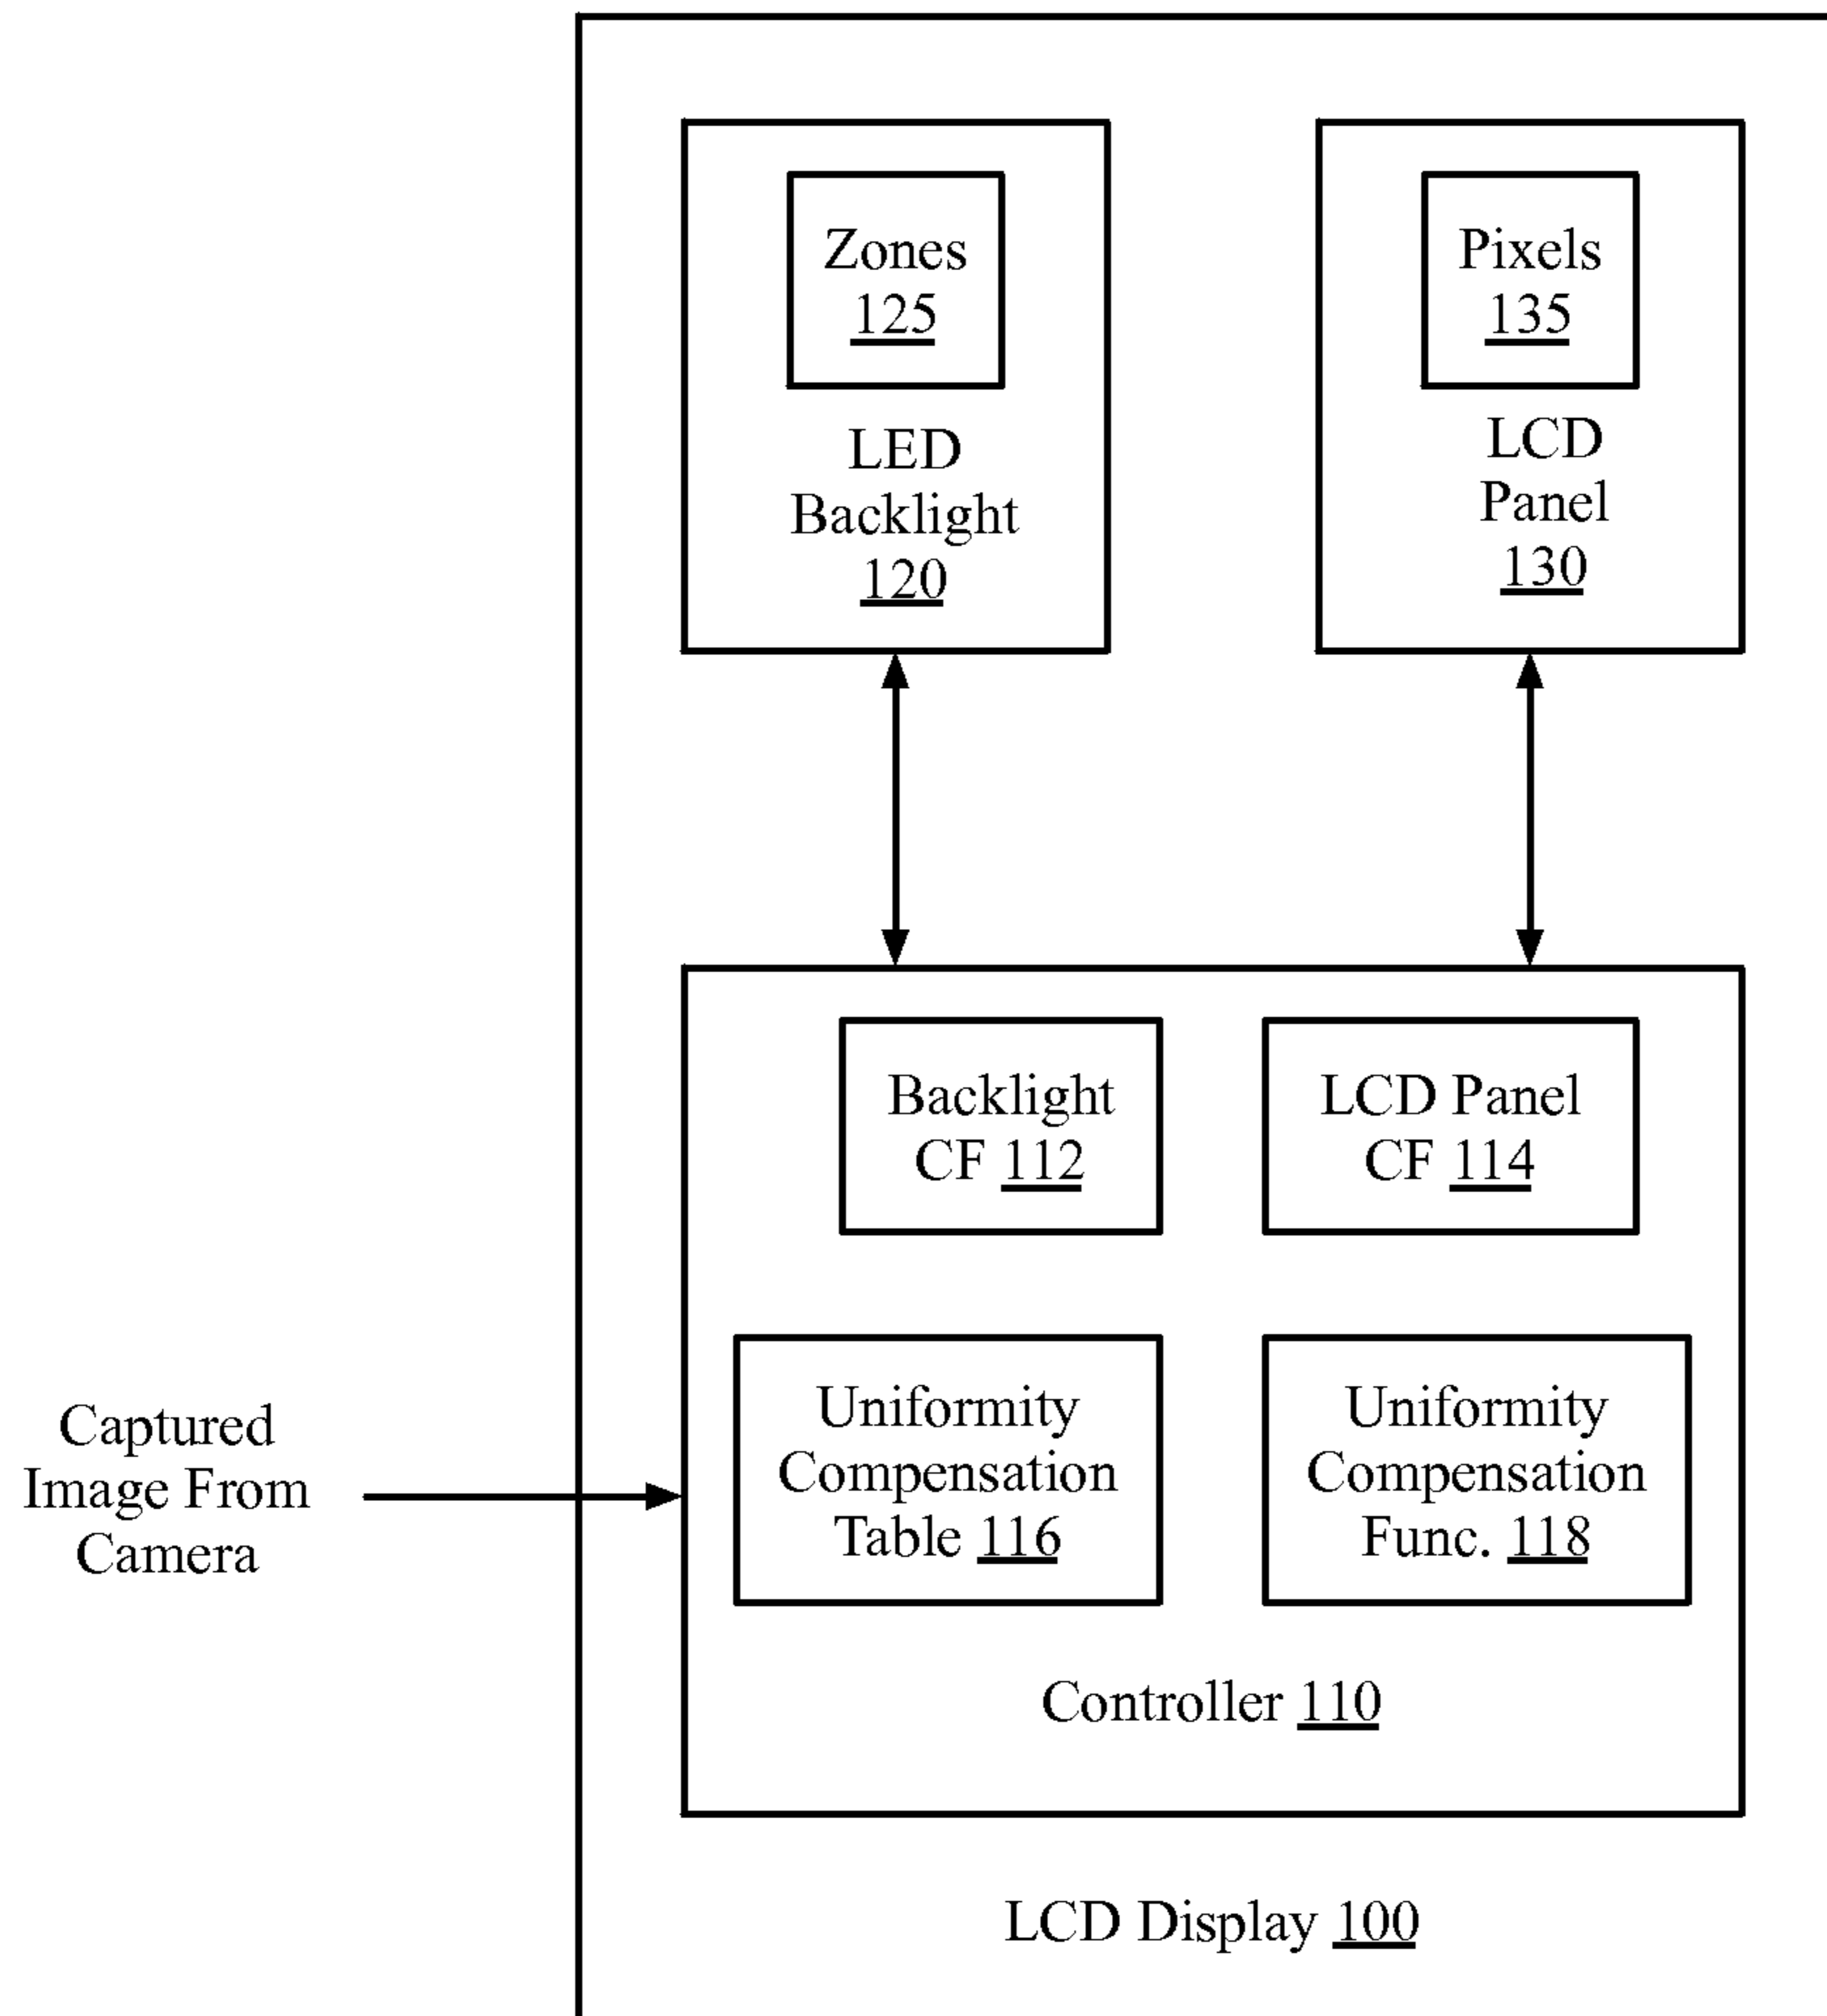 Zones
125
LED
Backlight
120
Pixels
135
LCD
Panel
130
Backlight
CF 112
LCD Panel
CF 114
Captured
Image From
Camera
Uniformity
Compensation
Table 116
Uniformity
Compensation
Func. 118
Controller 110
LCD Display 100